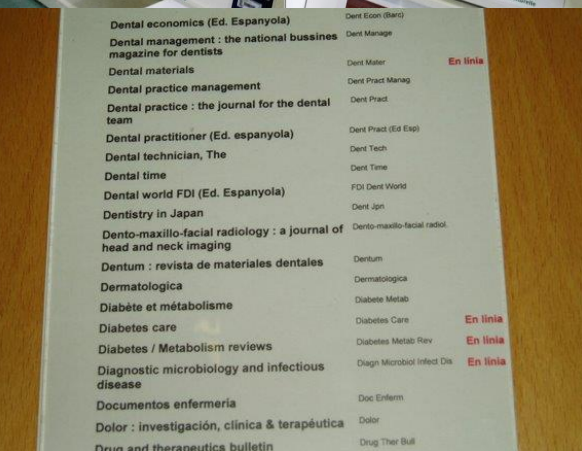 Dental economics (Ed. Espanyola) Dent Econ (Barc)
Dental management : the national bussines Dent Manage
magazine for dentists
Dental materials Dent Mater En línia
Dental practice management Dent Pract Manag
Dental practice : the journal for the dental Dent Pract
team
Dental practitioner (Ed. espanyola) Dent Pract (Ed Esp)
Dental technician, The Dent Tech
Dental time Dent Time
Dental world FDI (Ed. Espanyola) FDI Dent World
Dentistry in Japan Dent Jpn
Dento-maxillo-facial radiology : a journal of Dento-maxillo-facial radiol.
head and neck imaging
Dentum : revista de materiales dentales Dentum
Dermatologica Dermatologica
Diabète et métabolisme Diabete Metab
Diabetes care Diabetes Care En línia
Diabetes / Metabolism reviews Diabetes Metab Rev En línia
Diagnostic microbiology and infectious Diagn Microbiol Infect Dis En línia
disease
Documentos enfermeria Doc Enferm
Dolor : investigación, clínica & terapéutica Dolor
Drug and therapeutics bulletin Drug Ther Bull